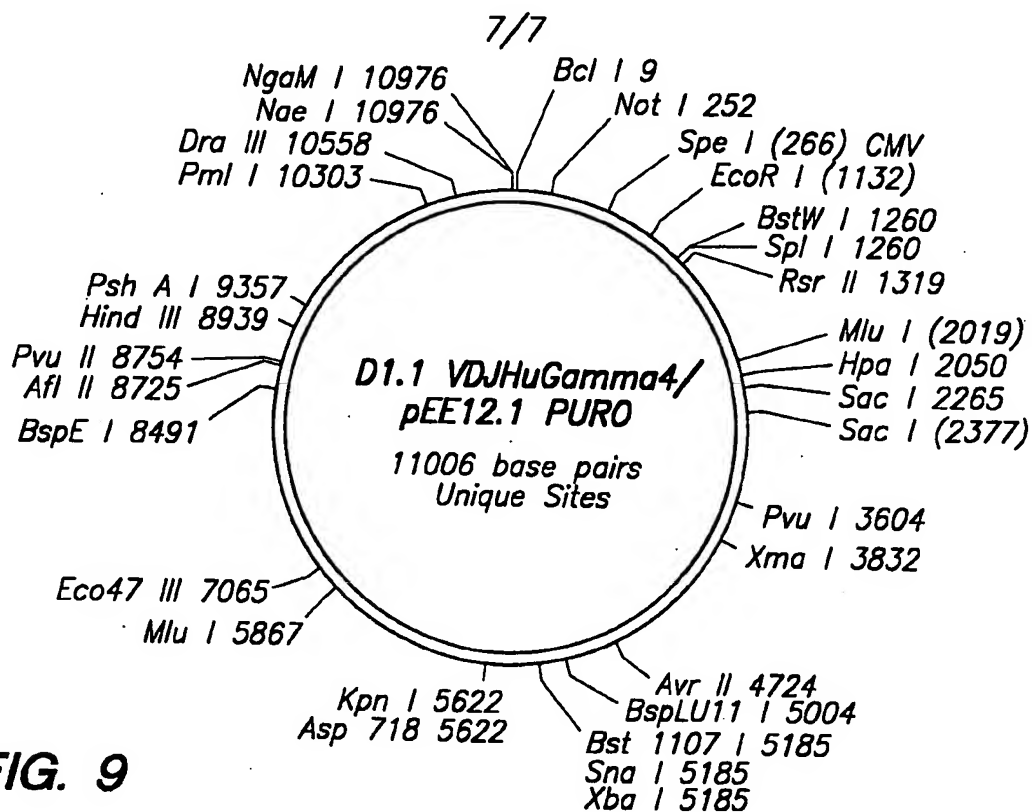 7/7
NgaM I 10976
Nae I 10976
Dra III 10558
Pml I 10303
Bcl I 9
Not I 252
Spe I (266) CMV
EcoR I (1132)
BstW I 1260
Spl I 1260
Rsr II 1319
Psh A I 9357
Hind III 8939
Pvu II 8754
Afl II 8725
BspE I 8491
Mlu I (2019)
Hpa I 2050
Sac I 2265
Sac I (2377)
D1.1 VDJHuGamma4/
pEE12.1 PURO
11006 base pairs
Unique Sites
Pvu I 3604
Xma I 3832
Eco47 III 7065
Mlu I 5867
Kpn I 5622
Asp 718 5622
Avr II 4724
BspLU11 I 5004
Bst 1107 I 5185
Sna I 5185
Xba I 5185
FIG. 9